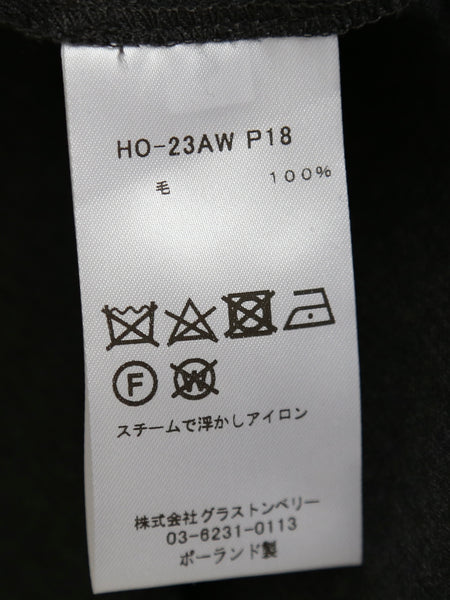 HO-23AW P18
毛 100%
F W
スチームで浮かしアイロン
株式会社グラストンベリー
03-6231-0113
ポーランド製